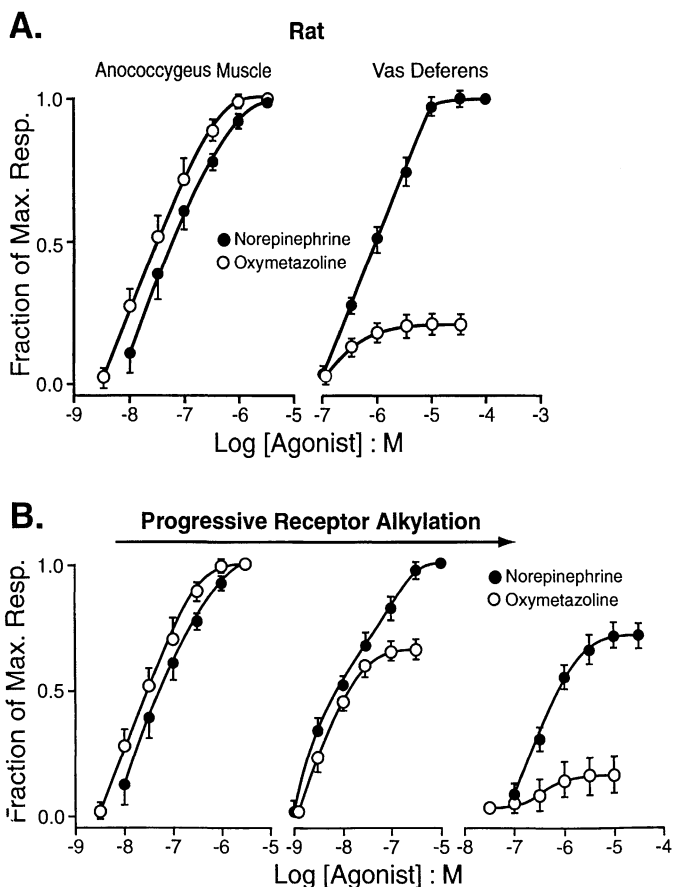 A.
Rat
Anococcygeus Muscle
Vas Deferens
Fraction of Max. Resp.
1.0
0.5
0.0
Norepinephrine
Oxymetazoline
-9 -8 -7 -6 -5
-7 -6 -5 -4 -3
Log [Agonist] : M
B.
Progressive Receptor Alkylation
Fraction of Max. Resp.
1.0
0.5
0.0
Norepinephrine
Oxymetazoline
-9 -8 -7 -6 -5
-9 -8 -7 -6 -5
-8 -7 -6 -5 -4
Log [Agonist] : M